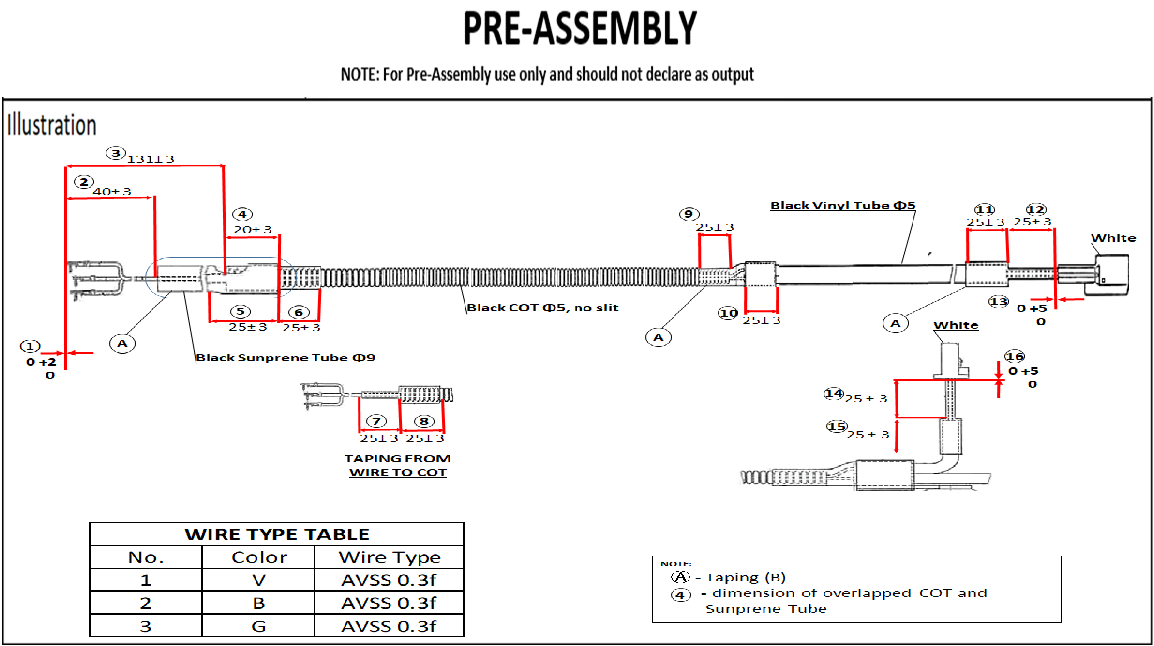 PRE-ASSEMBLY
NOTE: For Pre-Assembly use only and should not declare as output
Illustration
3 131± 3
2
40± 3
4
20± 3
9
25± 3
Black Vinyl Tube Φ5
11 12
25± 3 25± 3
White
5 6
25±3 25± 3
Black COT Φ5, no slit
10
25± 3
13
0 +5
0
A
A
A
1
0 +2
0
Black Sunprene Tube Φ9
White
16
0 +5
0
14 25 ± 3
15 25 ± 3
7 8
25± 3 25± 3
TAPING FROM
WIRE TO COT
WIRE TYPE TABLE
No. Color Wire Type
1 V AVSS 0.3f
2 B AVSS 0.3f
3 G AVSS 0.3f
NOTE:
A - Taping (B)
4 - dimension of overlapped COT and
Sunprene Tube